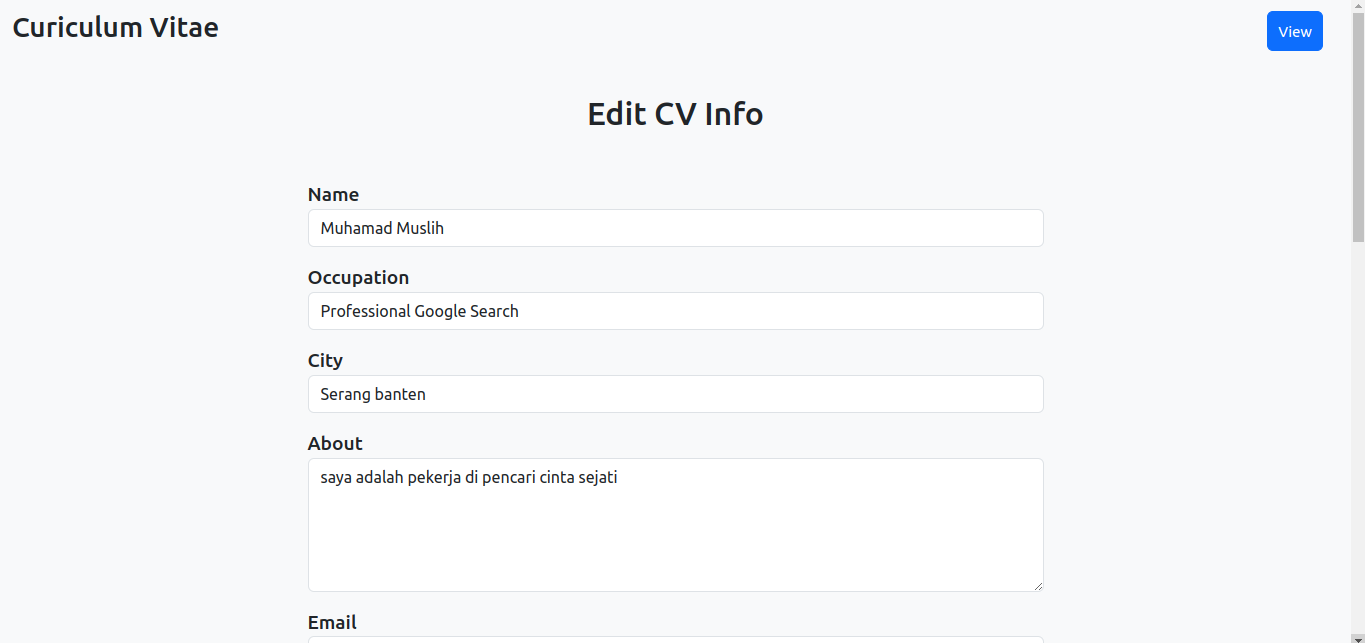 Curiculum Vitae
View
Edit CV Info
Name
Muhamad Muslih
Occupation
Professional Google Search
City
Serang banten
About
saya adalah pekerja di pencari cinta sejati
Email